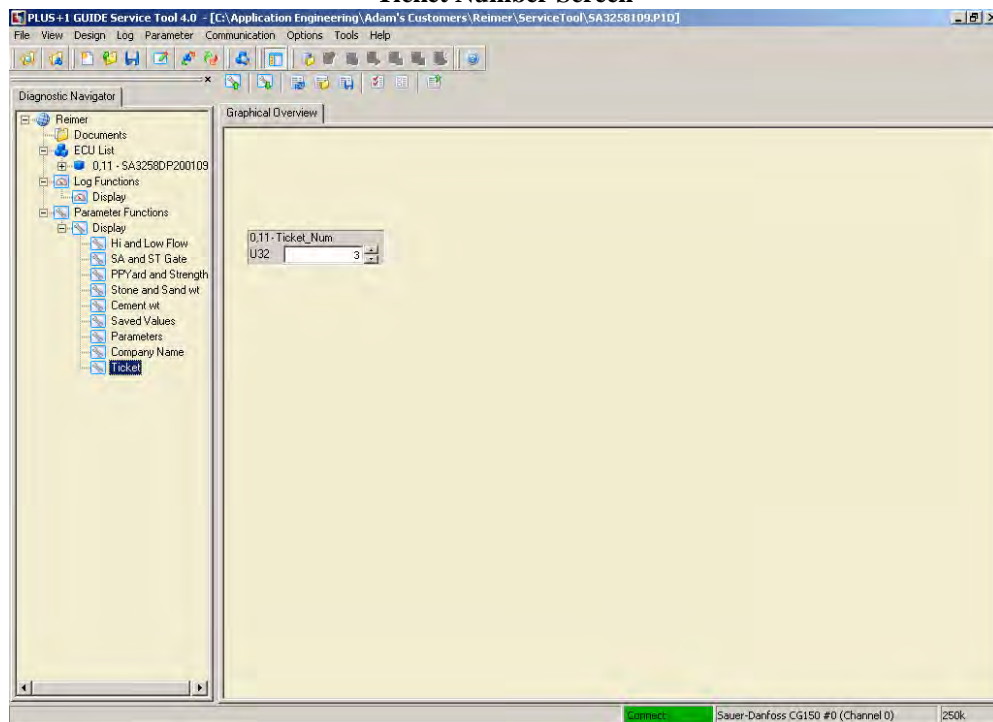 Ticket Number Screen
PLUS+1 GUIDE Service Tool 4.0 - [C:\Application Engineering\Adam's Customers\Reimer\ServiceTool\SA3258109.P1D]
File View Design Log Parameter Communication Options Tools Help
Diagnostic Navigator
Graphical Overview
Reimer
Documents
ECU List
0,11 - SA3258DP200109
Log Functions
Display
Parameter Functions
Display
Hi and Low Flow
SA and ST Gate
PPYard and Strength
Stone and Sand wt
Cement wt
Saved Values
Parameters
Company Name
Ticket
0,11-Ticket_Num
U32 3
Connect Sauer-Danfoss CG150 #0 (Channel 0) 250k